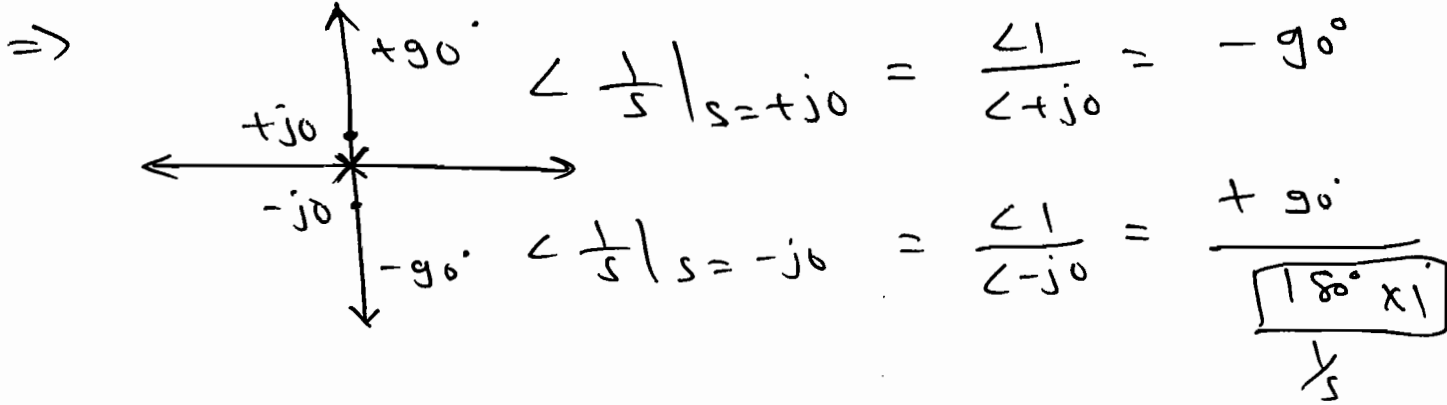 => +90° ∠ 1/s |s=+j0 = ∠1/∠+j0 = -90°
+j0
-j0
-90° ∠ 1/s |s=-j0 = ∠1/∠-j0 = +90°
180° x1
1/s